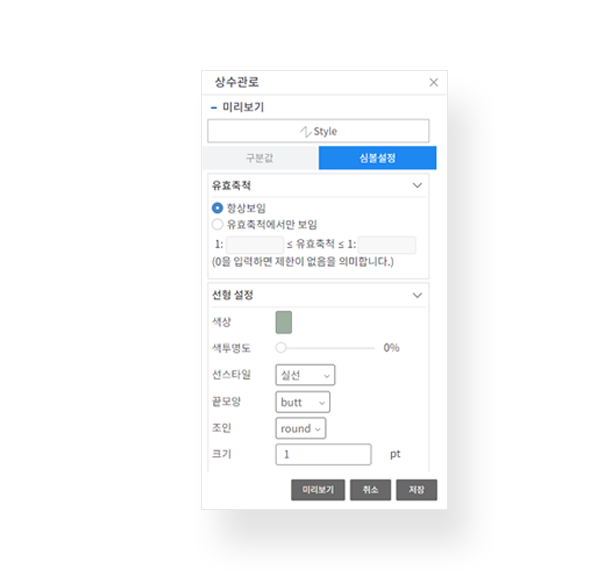 상수관로
미리보기
Style
구분값 심볼설정
유효축척
항상보임
유효축척에서만 보임
1: ≤ 유효축척 ≤ 1:
(0을 입력하면 제한이 없음을 의미합니다.)
선형 설정
색상
색투명도 0%
선스타일 실선
끝모양 butt
조인 round
크기 1 pt
미리보기 취소 저장